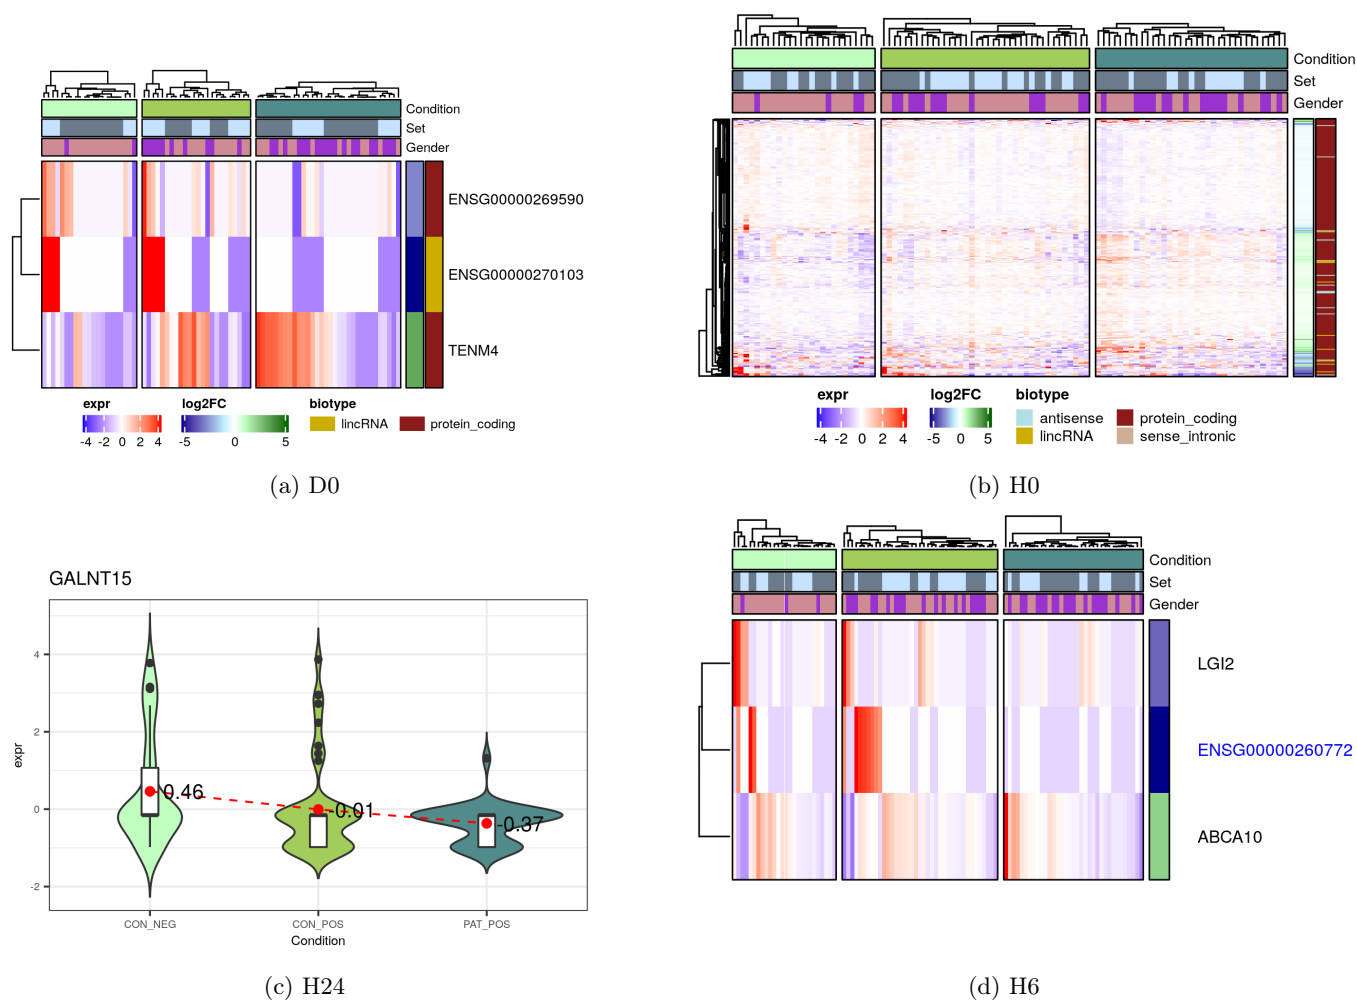 Condition
Set
Gender
ENSG00000269590
ENSG00000270103
TENM4
expr
-4 -2 0 2 4
log2FC
-5 0 5
biotype
lincRNA
protein_coding
(a) D0
Condition
Set
Gender
expr
-4 -2 0 2 4
log2FC
-5 0 5
biotype
antisense
protein_coding
lincRNA
sense_intronic
(b) H0
GALNT15
expr
4
2
0
-2
0.46
-0.01
-0.37
CON_NEG
CON_POS
PAT_POS
Condition
(c) H24
Condition
Set
Gender
LGI2
ENSG00000260772
ABCA10
(d) H6